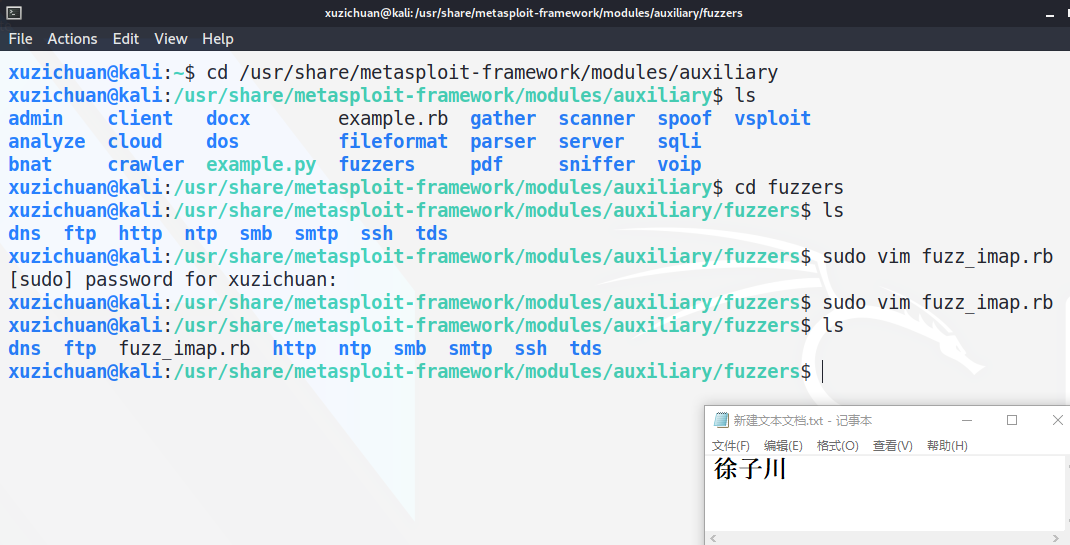 xuzichuan@kali: /usr/share/metasploit-framework/modules/auxiliary/fuzzers
File Actions Edit View Help
xuzichuan@kali:~$ cd /usr/share/metasploit-framework/modules/auxiliary
xuzichuan@kali:/usr/share/metasploit-framework/modules/auxiliary$ ls
admin client docx example.rb gather scanner spoof vsploit
analyze cloud dos fileformat parser server sqli
bnat crawler example.py fuzzers pdf sniffer voip
xuzichuan@kali:/usr/share/metasploit-framework/modules/auxiliary$ cd fuzzers
xuzichuan@kali:/usr/share/metasploit-framework/modules/auxiliary/fuzzers$ ls
dns ftp http ntp smb smtp ssh tds
xuzichuan@kali:/usr/share/metasploit-framework/modules/auxiliary/fuzzers$ sudo vim fuzz_imap.rb
[sudo] password for xuzichuan:
xuzichuan@kali:/usr/share/metasploit-framework/modules/auxiliary/fuzzers$ sudo vim fuzz_imap.rb
xuzichuan@kali:/usr/share/metasploit-framework/modules/auxiliary/fuzzers$ ls
dns ftp fuzz_imap.rb http ntp smb smtp ssh tds
xuzichuan@kali:/usr/share/metasploit-framework/modules/auxiliary/fuzzers$
新建文本文档.txt - 记事本
文件(F) 编辑(E) 格式(O) 查看(V) 帮助(H)
徐子川